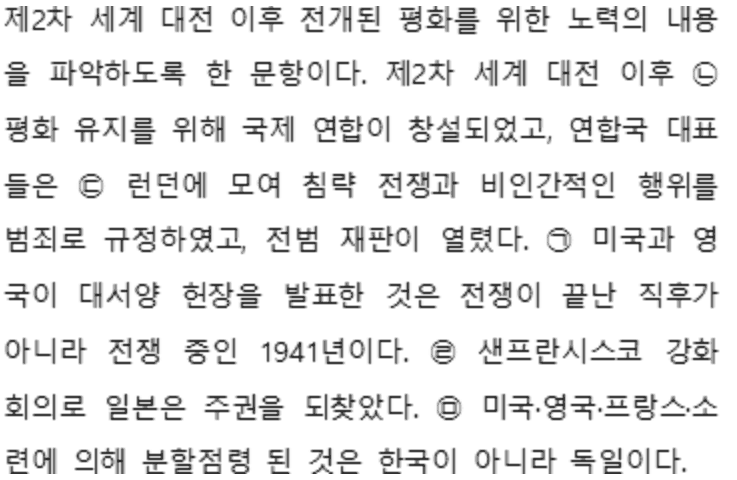 제2차 세계 대전 이후 전개된 평화를 위한 노력의 내용
을 파악하도록 한 문항이다. 제2차 세계 대전 이후 ㉡
평화 유지를 위해 국제 연합이 창설되었고, 연합국 대표
들은 ㉢ 런던에 모여 침략 전쟁과 비인간적인 행위를
범죄로 규정하였고, 전범 재판이 열렸다. ㉠ 미국과 영
국이 대서양 헌장을 발표한 것은 전쟁이 끝난 직후가
아니라 전쟁 중인 1941년이다. ㉣ 샌프란시스코 강화
회의로 일본은 주권을 되찾았다. ㉤ 미국·영국·프랑스·소
련에 의해 분할점령 된 것은 한국이 아니라 독일이다.